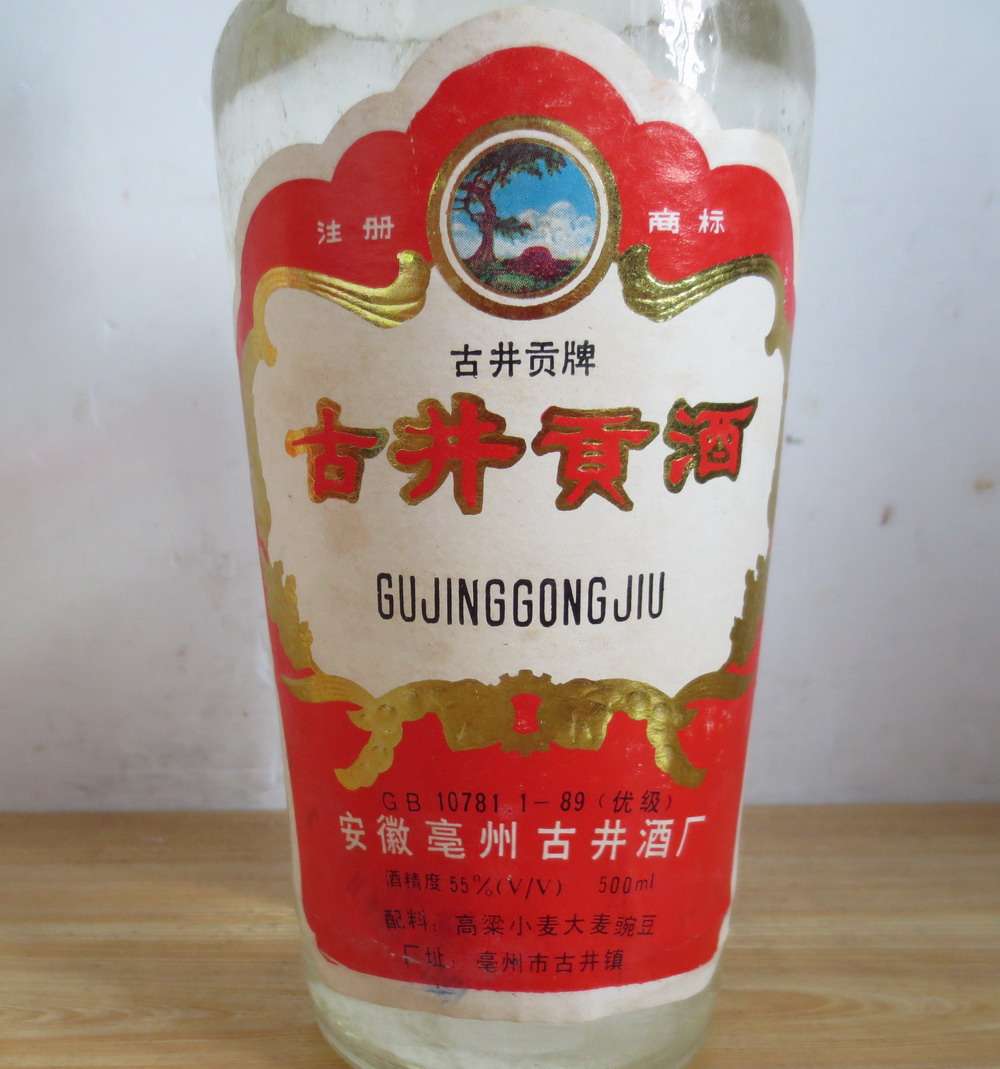 注册 商标
古井贡牌
古井贡酒
GUJINGGONGJIU
GB 10781.1-89(优级)
安徽亳州古井酒厂
酒精度55%(V/V) 500ml
配料：高粱小麦大麦豌豆
厂址：亳州市古井镇